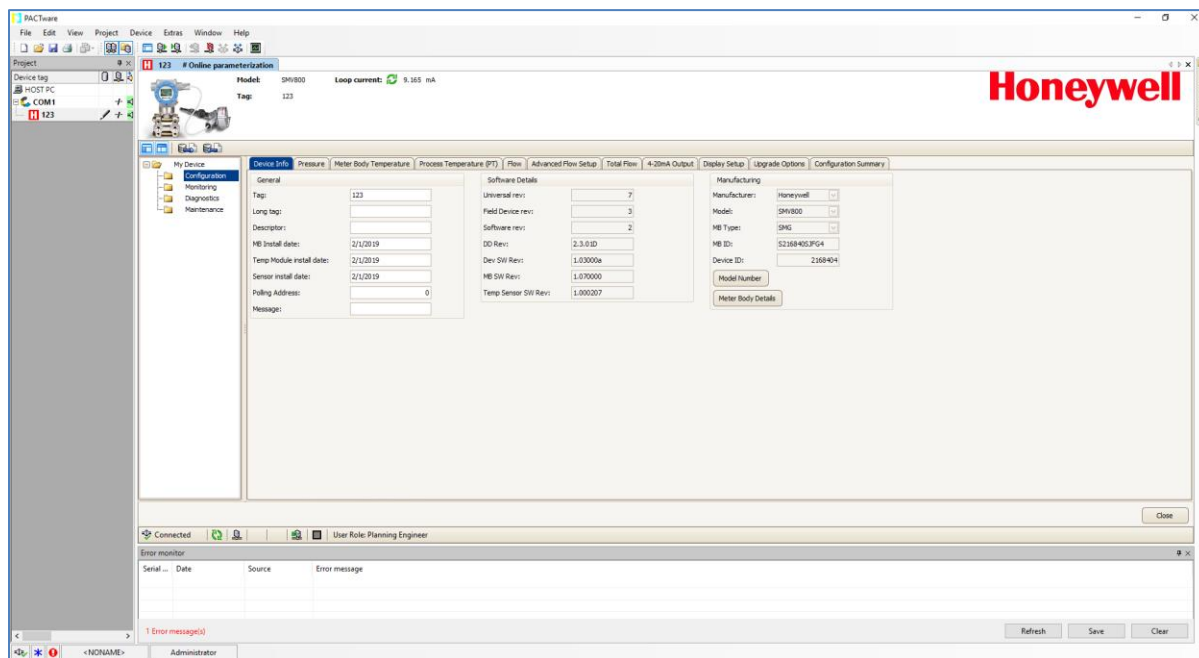 PACTware
File Edit View Project Device Extras Window Help
Project
Device tag
HOST PC
COM1
123
123 # Online parameterization
Model: SMV800 Loop current: 9.165 mA
Tag: 123
Honeywell
My Device
Configuration
Monitoring
Diagnostics
Maintenance
Device Info Pressure Meter Body Temperature Process Temperature (PT) Flow Advanced Flow Setup Total Flow 4-20mA Output Display Setup Upgrade Options Configuration Summary
General
Tag: 123
Long tag:
Descriptor:
MB Install date: 2/1/2019
Temp Module install date: 2/1/2019
Sensor install date: 2/1/2019
Polling Address: 0
Message:
Software Details
Universal rev: 7
Field Device rev: 3
Software rev: 2
DD Rev: 2.3.01D
Dev SW Rev: 1.03000a
MB SW Rev: 1.070000
Temp Sensor SW Rev: 1.000207
Manufacturing
Manufacturer: Honeywell
Model: SMV800
MB Type: SMG
MB ID: S216840SJFG4
Device ID: 2168404
Model Number
Meter Body Details
Close
Connected User Role: Planning Engineer
Error monitor
Serial ... Date Source Error message
1 Error message(s)
Refresh Save Clear
<NONAME> Administrator